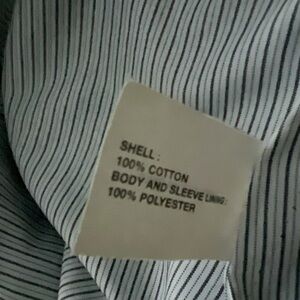 SHELL :
100% COTTON
BODY AND SLEEVE LINING :
100% POLYESTER